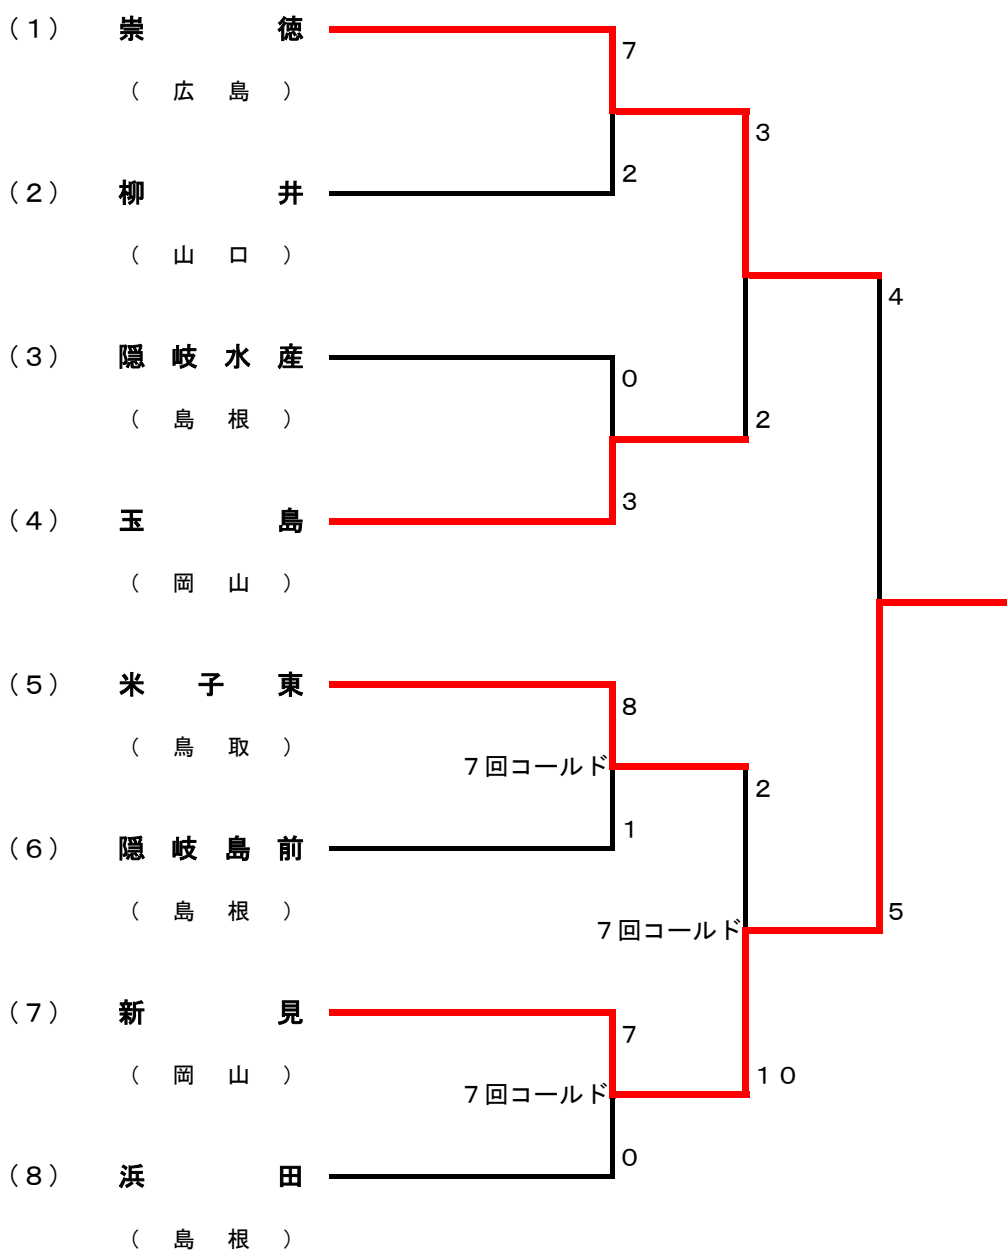 （１） 崇徳 7
（広島） 3
（２） 柳井 2
（山口） 4
（３） 隠岐水産 0
（島根） 2
（４） 玉島 3
（岡山）
（５） 米子東 8
（鳥取） ７回コールド 2
（６） 隠岐島前 1
（島根） ７回コールド 5
（７） 新見 7
（岡山） ７回コールド １０
（８） 浜田 0
（島根）